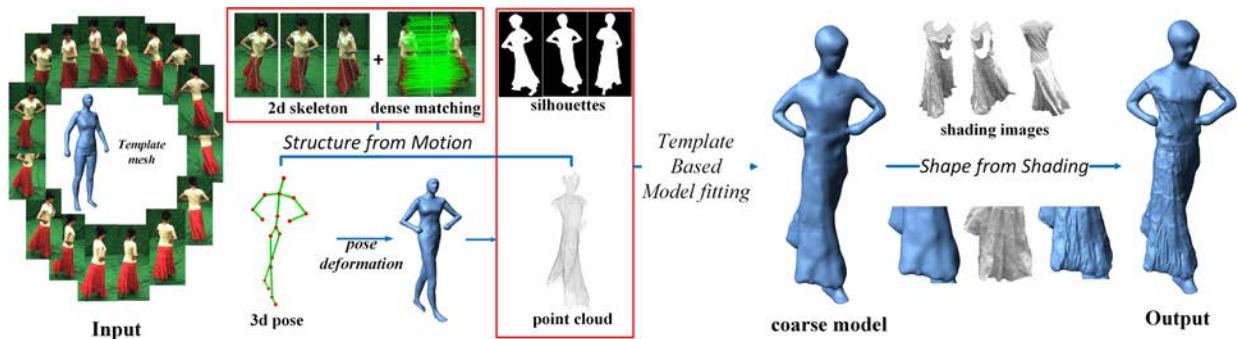 Template
mesh
Input
2d skeleton
+
dense matching
silhouettes
Structure from Motion
3d pose
pose
deformation
point cloud
Template
Based
Model fitting
coarse model
shading images
Shape from Shading
Output